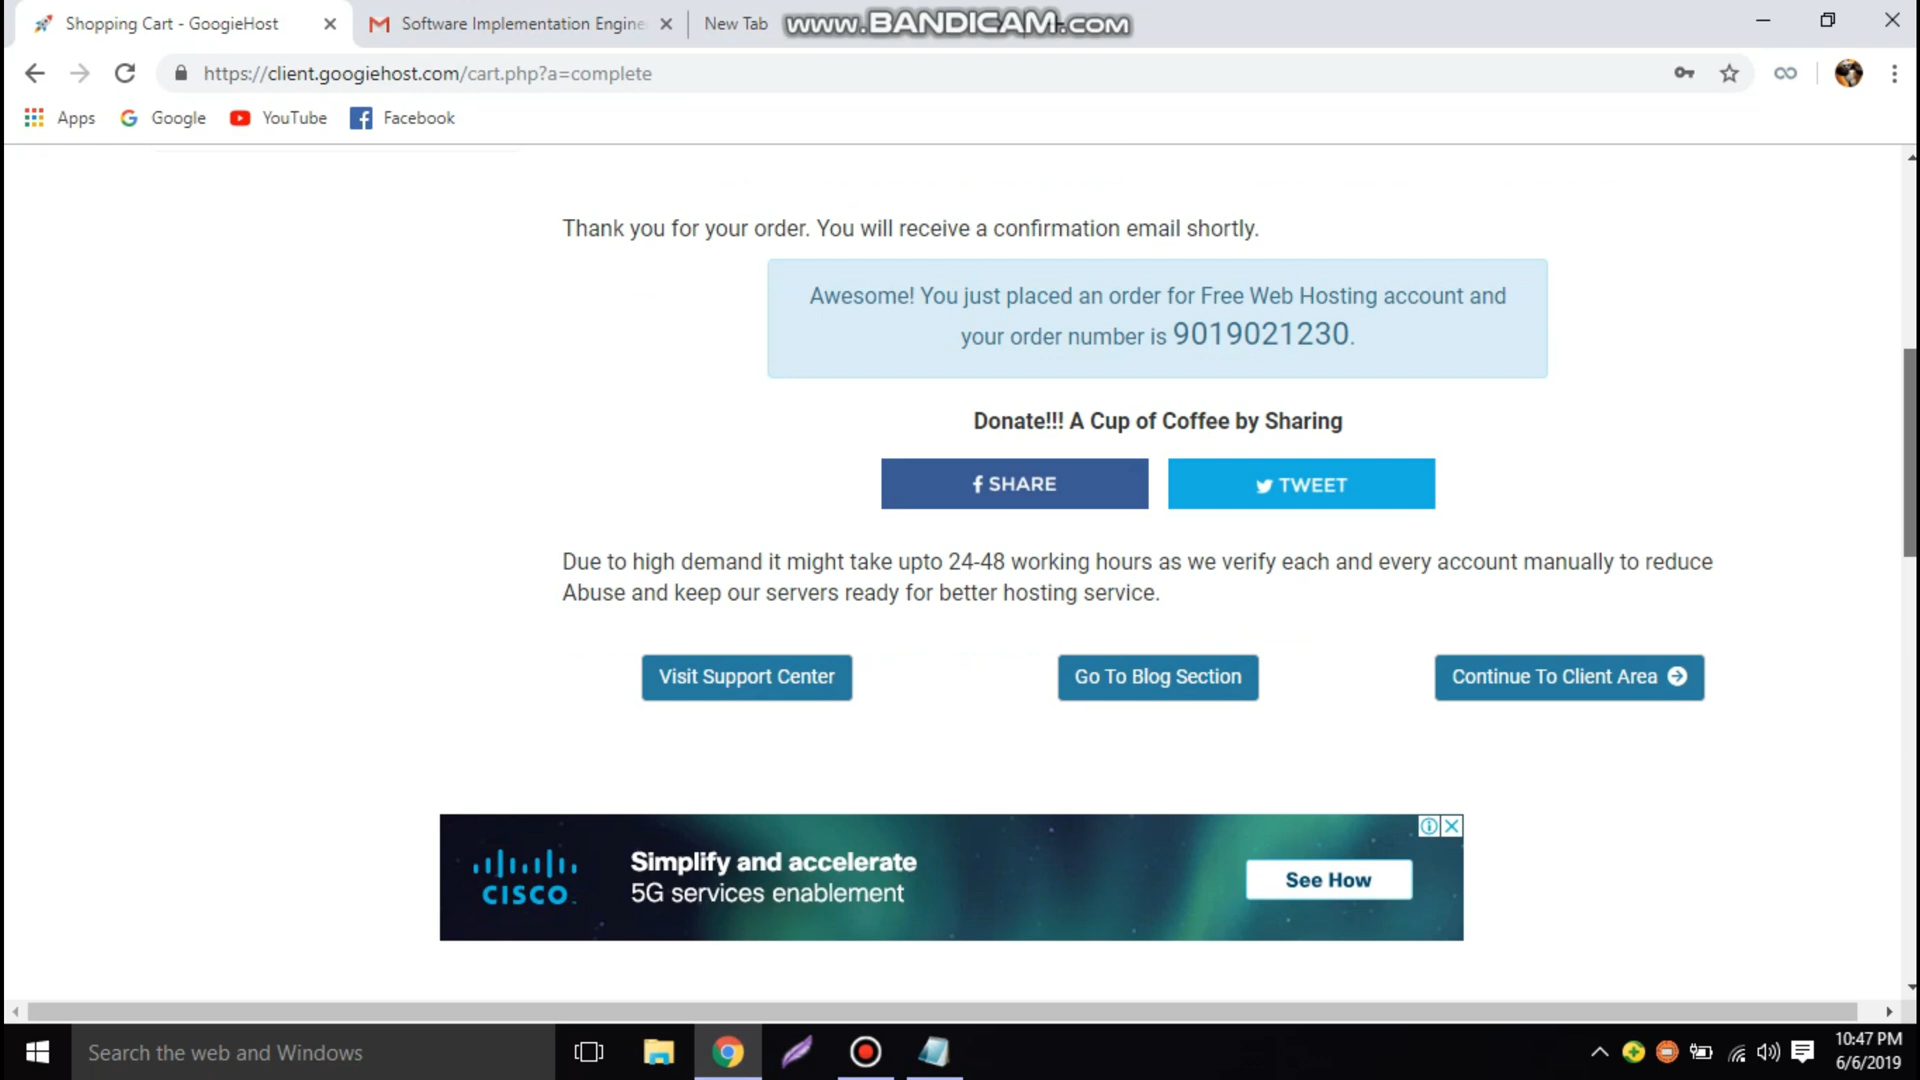 Shopping Cart - GoogieHost
Software Implementation Engine
New Tab
www.BANDICAM.com
https://client.googiehost.com/cart.php?a=complete
Apps
Google
YouTube
Facebook
Thank you for your order. You will receive a confirmation email shortly.
Awesome! You just placed an order for Free Web Hosting account and
your order number is 9019021230.
Donate!!! A Cup of Coffee by Sharing
f SHARE
TWEET
Due to high demand it might take upto 24-48 working hours as we verify each and every account manually to reduce
Abuse and keep our servers ready for better hosting service.
Visit Support Center
Go To Blog Section
Continue To Client Area
CISCO
Simplify and accelerate
5G services enablement
See How
Search the web and Windows
10:47 PM
6/6/2019